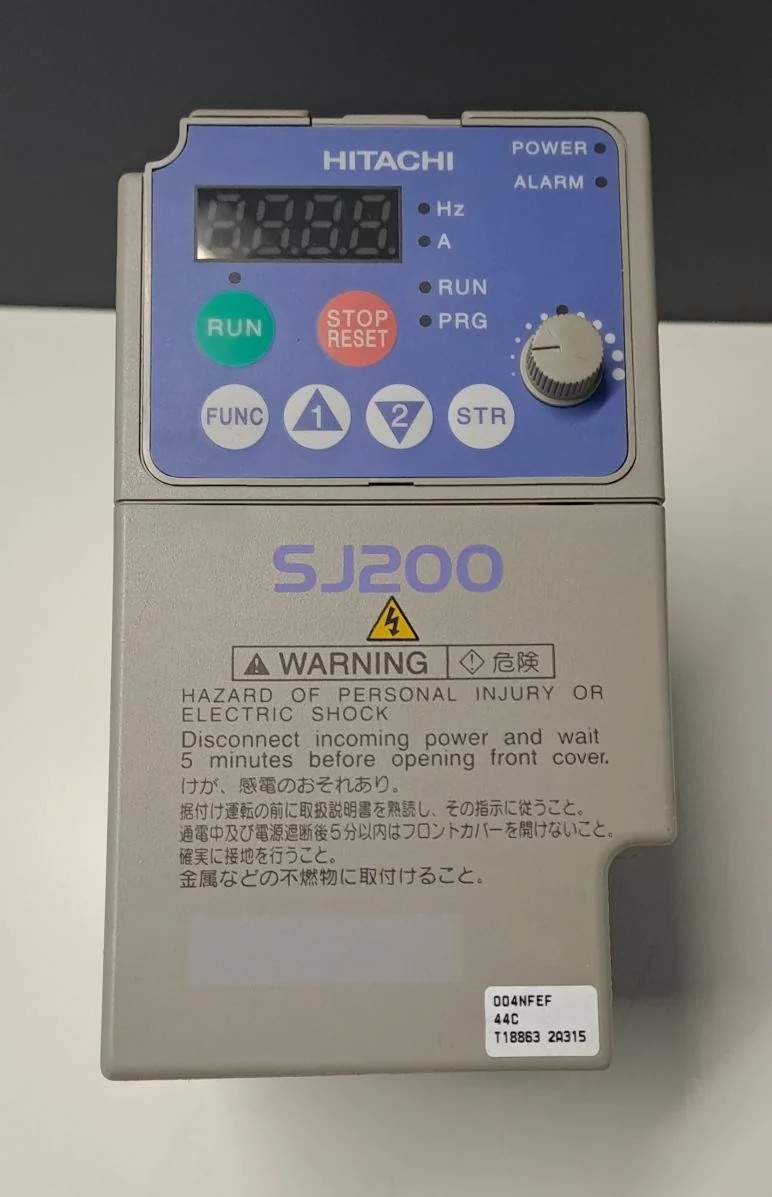 HITACHI
POWER
ALARM
Hz
A
RUN
PRG
RUN
STOP
RESET
FUNC
1
2
STR
SJ200
WARNING
危険
HAZARD OF PERSONAL INJURY OR
ELECTRIC SHOCK
Disconnect incoming power and wait
5 minutes before opening front cover.
けが、感電のおそれあり。
据付け運転の前に取扱説明書を熟読し、その指示に従うこと。
通電中及び電源遮断後5分以内はフロントカバーを開けないこと。
確実に接地を行うこと。
金属などの不燃物に取付けること。
004NFEF
44C
T18863 2A315